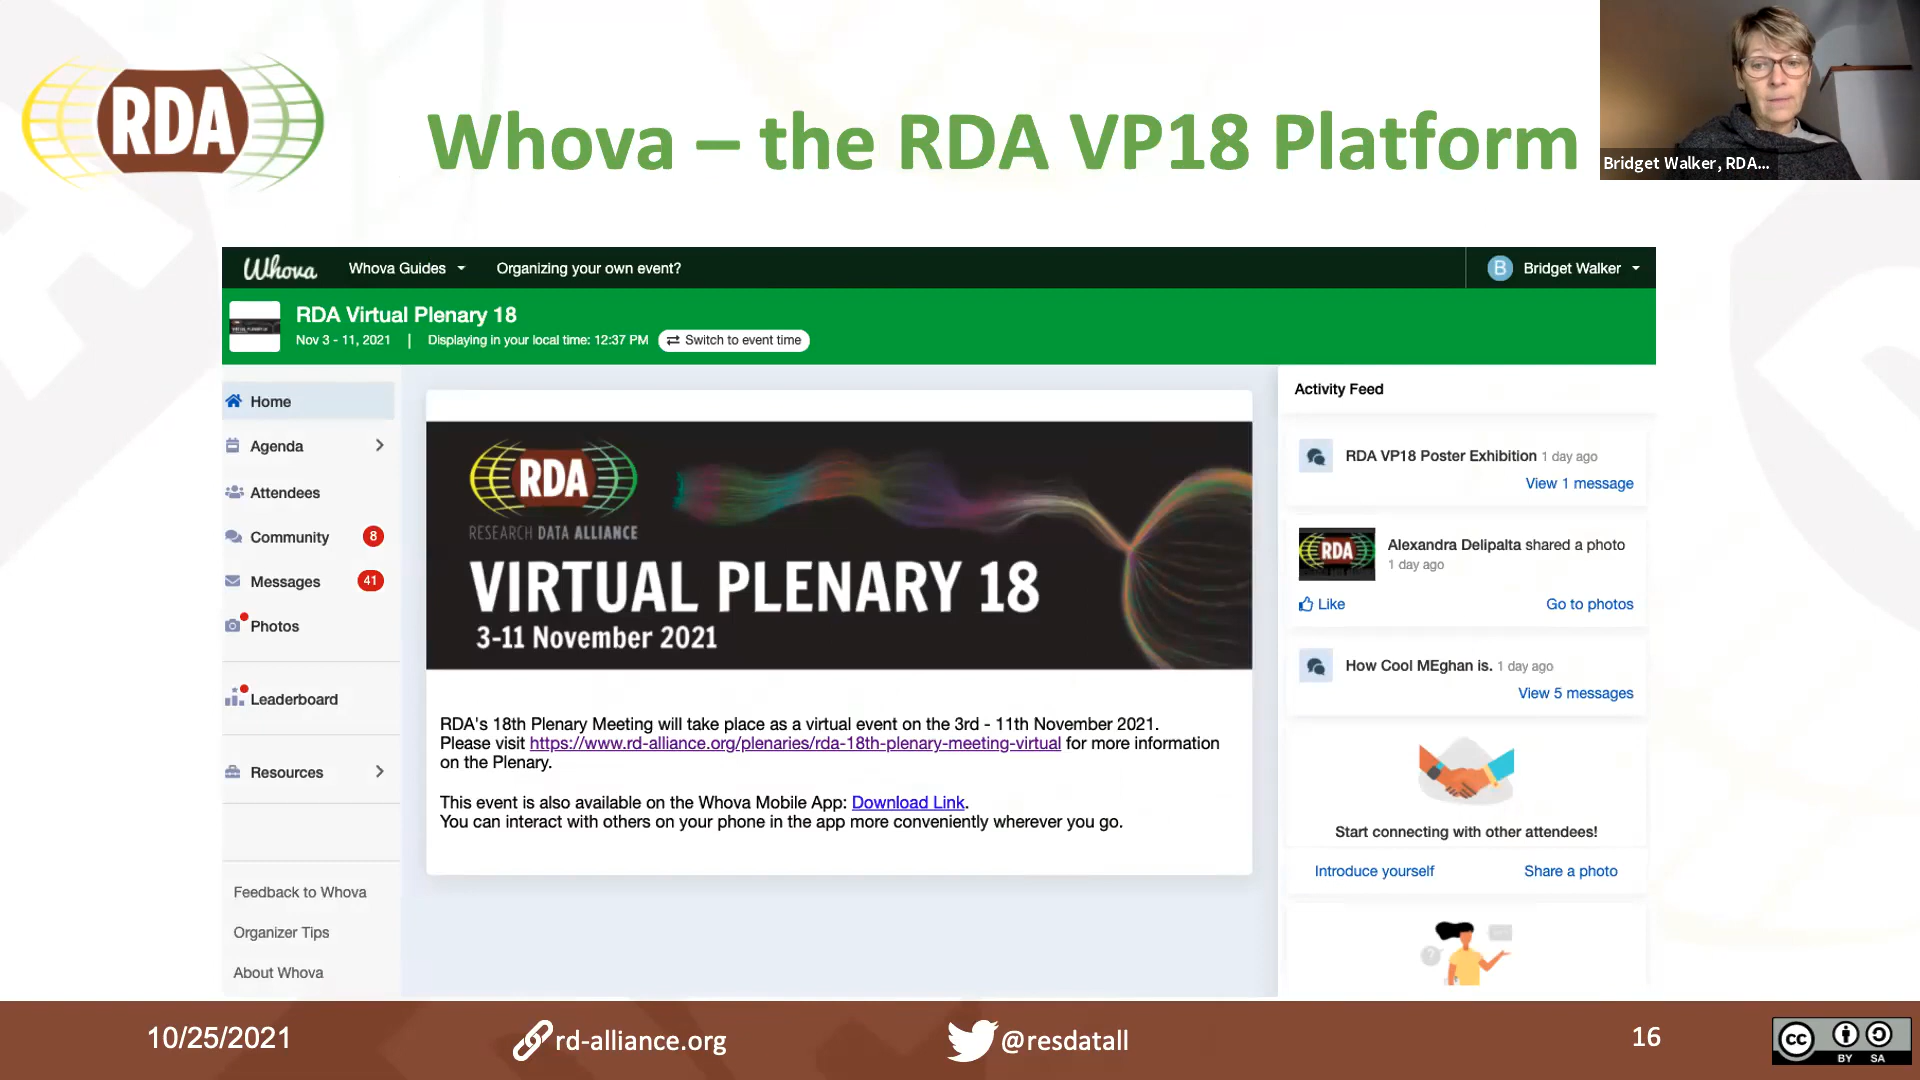 RDA
Whova – the RDA VP18 Platform
Bridget Walker, RDA...
Whova
Whova Guides
Organizing your own event?
B
Bridget Walker
RDA Virtual Plenary 18
Nov 3 - 11, 2021 | Displaying in your local time: 12:37 PM
Switch to event time
Home
Agenda
Attendees
Community 8
Messages 41
Photos
Leaderboard
Resources
Feedback to Whova
Organizer Tips
About Whova
RDA
RESEARCH DATA ALLIANCE
VIRTUAL PLENARY 18
3-11 November 2021
RDA's 18th Plenary Meeting will take place as a virtual event on the 3rd - 11th November 2021.
Please visit https://www.rd-alliance.org/plenaries/rda-18th-plenary-meeting-virtual for more information
on the Plenary.
This event is also available on the Whova Mobile App: Download Link.
You can interact with others on your phone in the app more conveniently wherever you go.
Activity Feed
RDA VP18 Poster Exhibition 1 day ago
View 1 message
RDA
Alexandra Delipalta shared a photo
1 day ago
Like
Go to photos
How Cool MEghan is. 1 day ago
View 5 messages
Start connecting with other attendees!
Introduce yourself
Share a photo
?
10/25/2021
rd-alliance.org
@resdatall
16
cc
BY SA